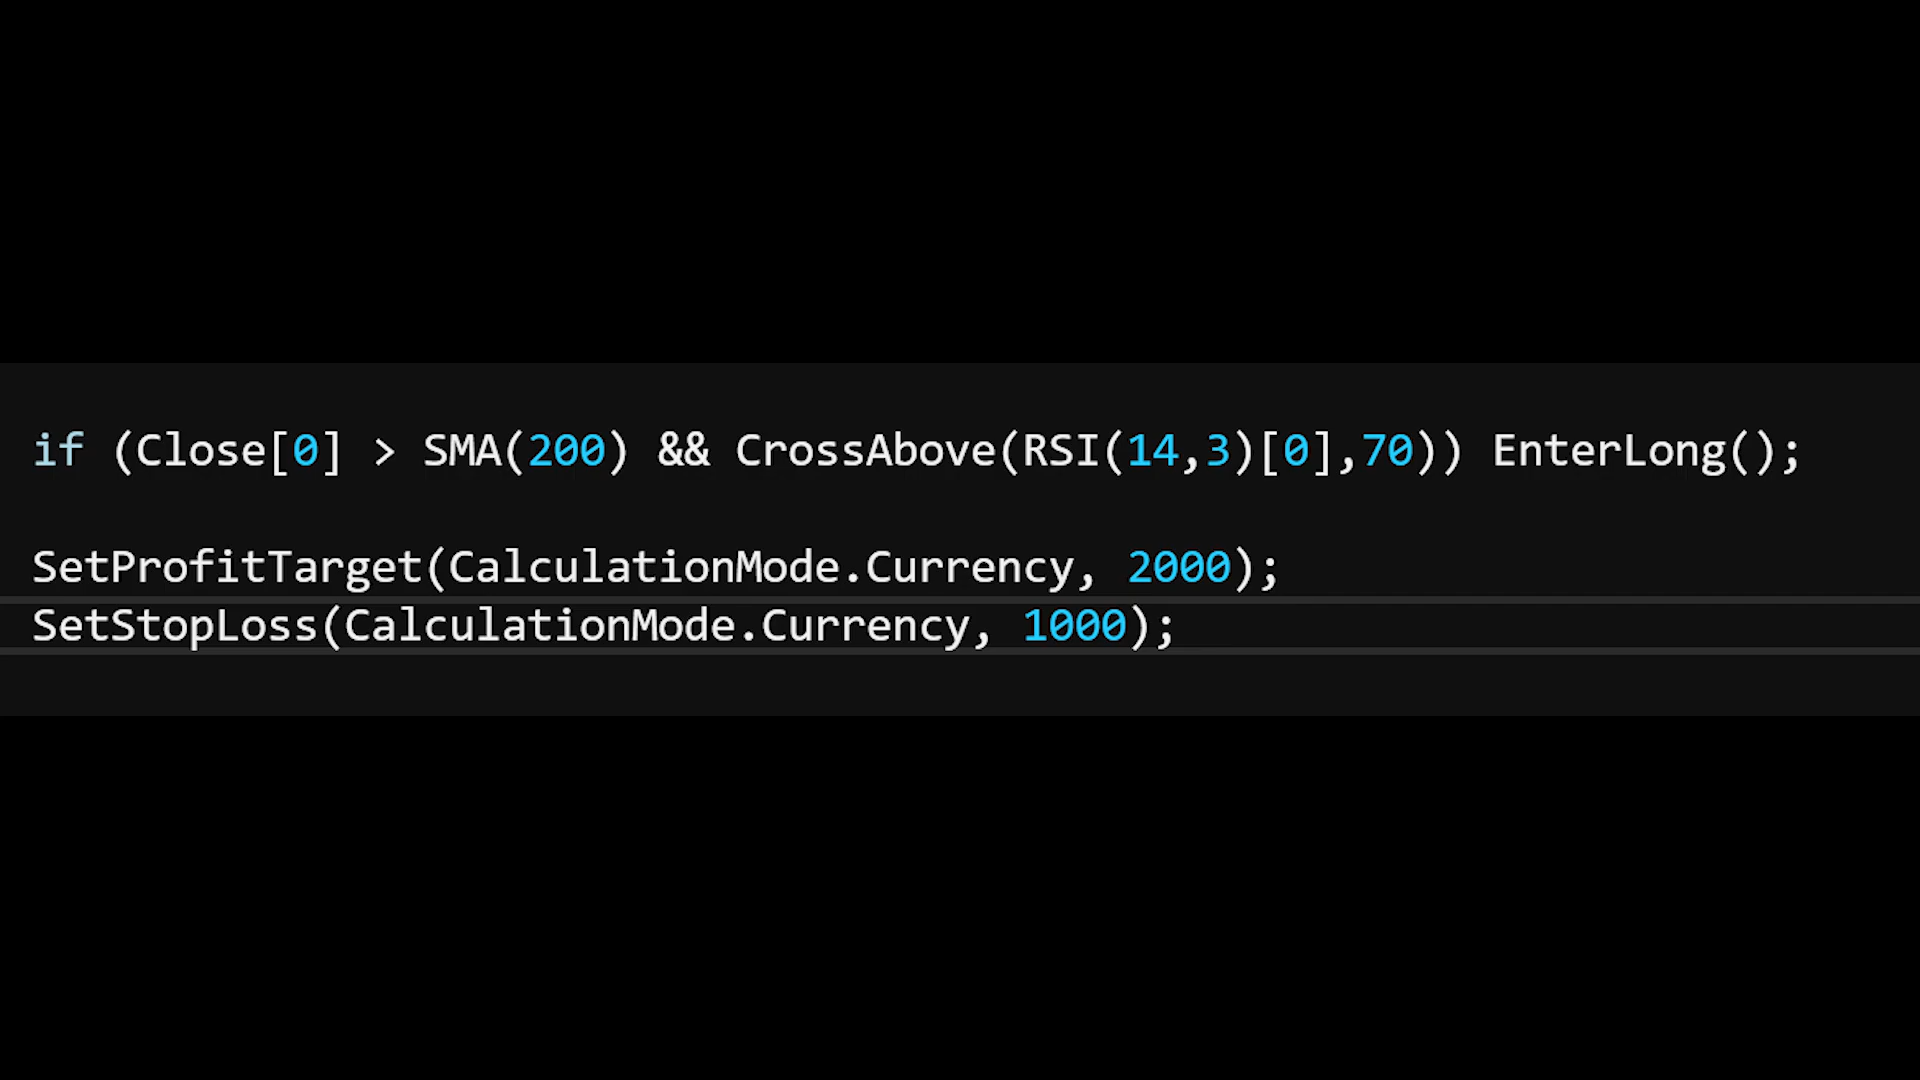 if (Close[0] > SMA(200) && CrossAbove(RSI(14,3)[0],70)) EnterLong();
SetProfitTarget(CalculationMode.Currency, 2000);
SetStopLoss(CalculationMode.Currency, 1000);